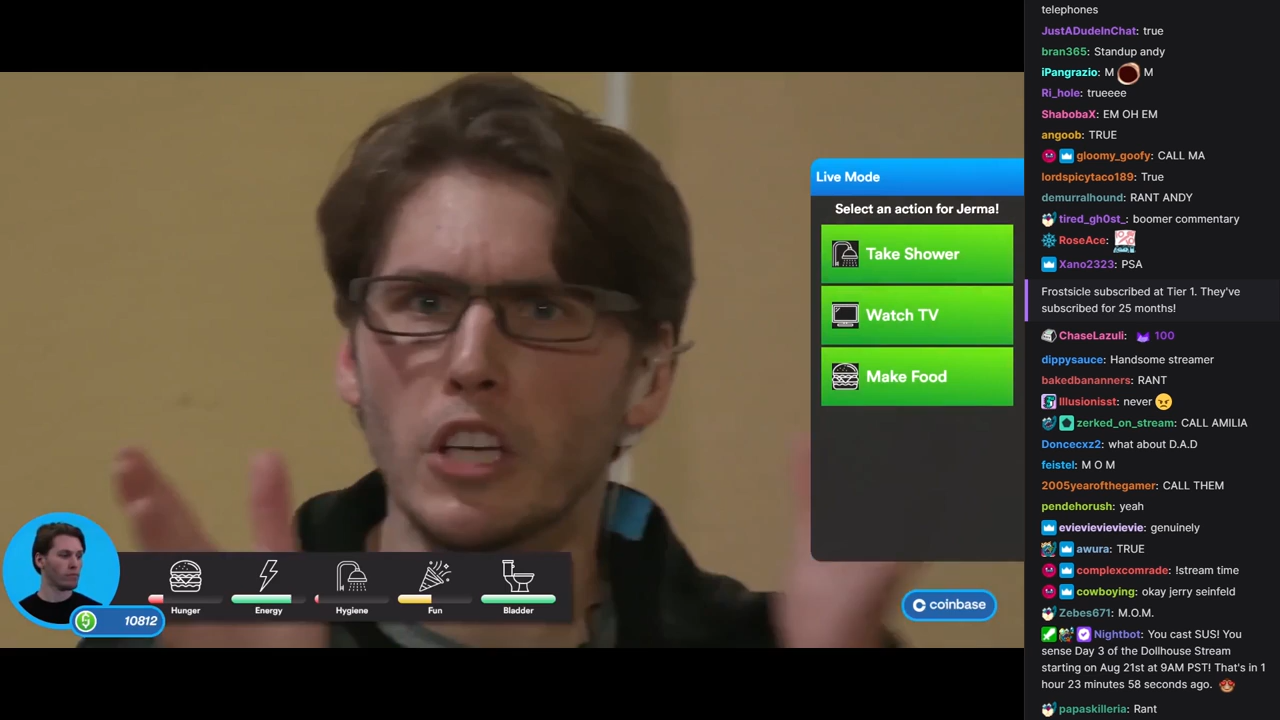 Live Mode
Select an action for Jerma!
Take Shower
Watch TV
Make Food
Hunger
Energy
Hygiene
Fun
Bladder
10812
coinbase
telephones
JustADudeInChat: true
bran365: Standup andy
iPangrazio: M M
Ri_hole: trueeee
ShabobaX: EM OH EM
angoob: TRUE
gloomy_goofy: CALL MA
lordspicytaco189: True
demurralhound: RANT ANDY
tired_gh0st_: boomer commentary
RoseAce:
Xano2323: PSA
Frostsicle subscribed at Tier 1. They've
subscribed for 25 months!
ChaseLazuli: 100
dippysauce: Handsome streamer
bakedbananners: RANT
Illusionisst: never
zerked_on_stream: CALL AMILIA
Doncecxz2: what about D.A.D
feistel: M O M
2005yearofthegamer: CALL THEM
pendehorush: yeah
evievievievievie: genuinely
awura: TRUE
complexcomrade: !stream time
cowboying: okay jerry seinfeld
Zebes671: M.O.M.
Nightbot: You cast SUS! You
sense Day 3 of the Dollhouse Stream
starting on Aug 21st at 9AM PST! That's in 1
hour 23 minutes 58 seconds ago.
papaskilleria: Rant